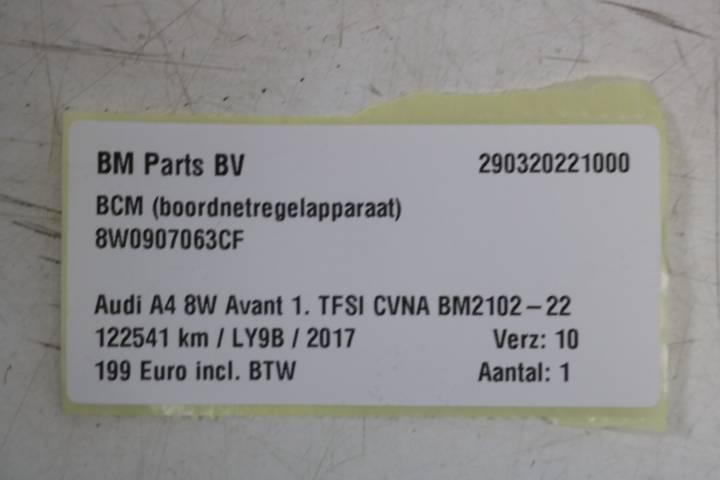 BM Parts BV 290320221000
BCM (boordnetregelapparaat)
8W0907063CF
Audi A4 8W Avant 1. TFSI CVNA BM2102-22
122541 km / LY9B / 2017 Verz: 10
199 Euro incl. BTW Aantal: 1